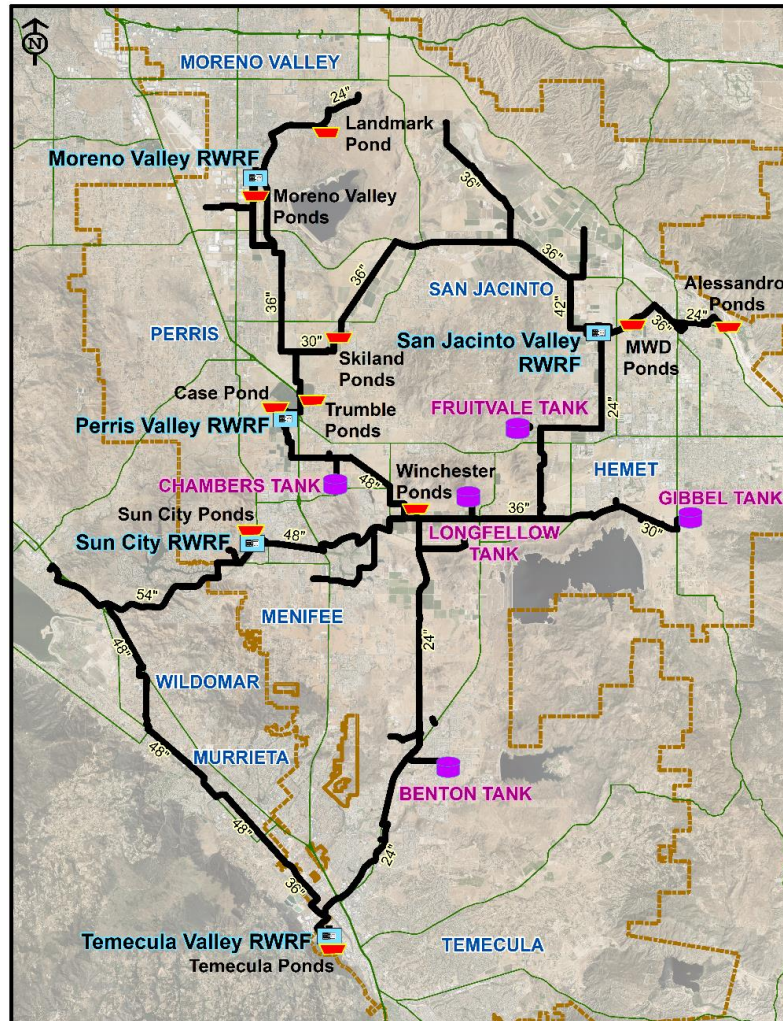 N
MORENO VALLEY
24"
Landmark
Pond
Moreno Valley RWRF
Moreno Valley
Ponds
36"
36"
36"
36"
SAN JACINTO
42"
Alessandro
Ponds
36"
24"
PERRIS
30"
Skiland
Ponds
San Jacinto Valley
RWRF
MWD
Ponds
Case Pond
Trumble
Ponds
Perris Valley RWRF
FRUITVALE TANK
24"
HEMET
CHAMBERS TANK
48"
Winchester
Ponds
36"
GIBBEL TANK
30"
Sun City Ponds
Sun City RWRF
48"
LONGFELLOW
TANK
54"
MENIFEE
24"
48"
WILDOMAR
48"
MURRIETA
BENTON TANK
48"
24"
36"
Temecula Valley RWRF
Temecula Ponds
TEMECULA